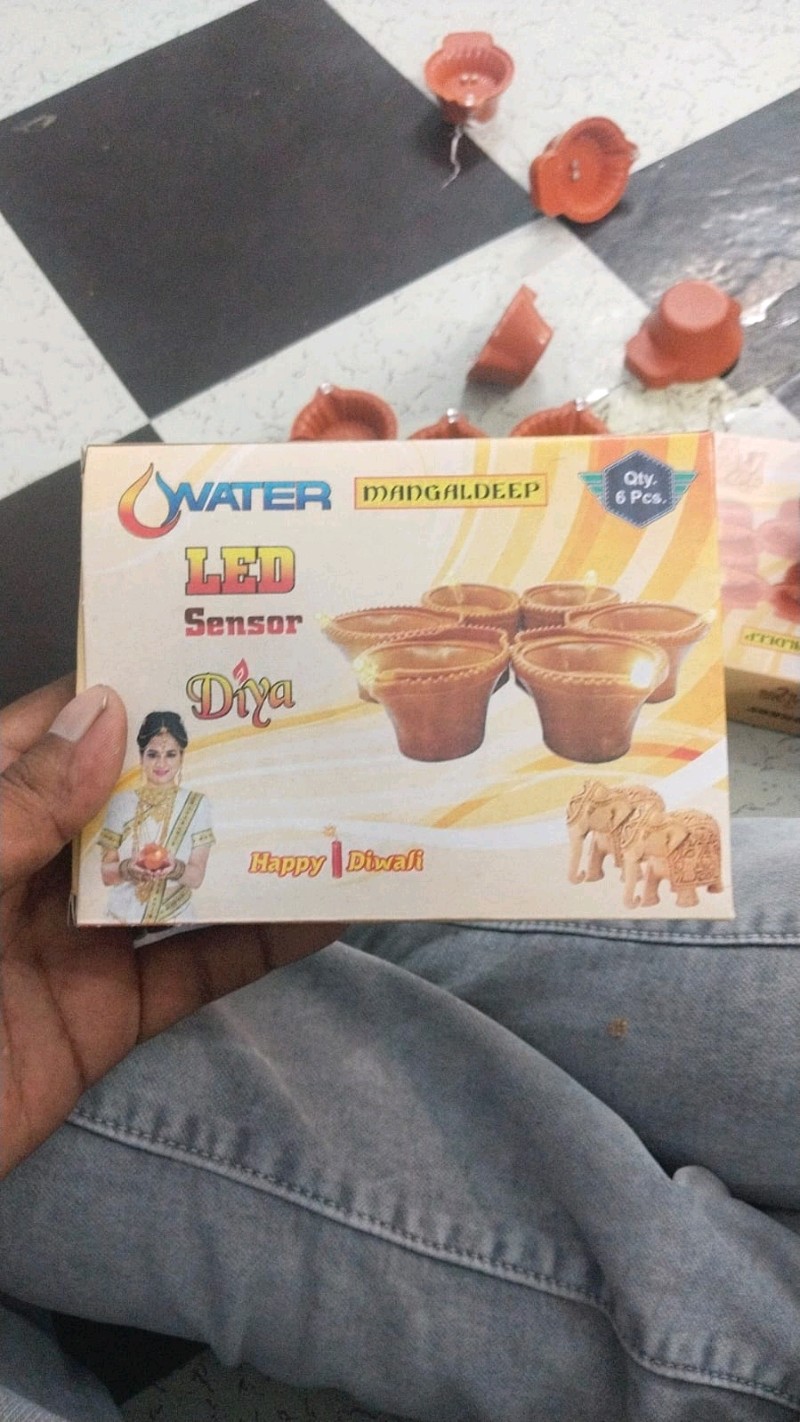 WATER
MANGALDEEP
Qty.
6 Pcs.
LED
Sensor
Diya
Happy Diwali